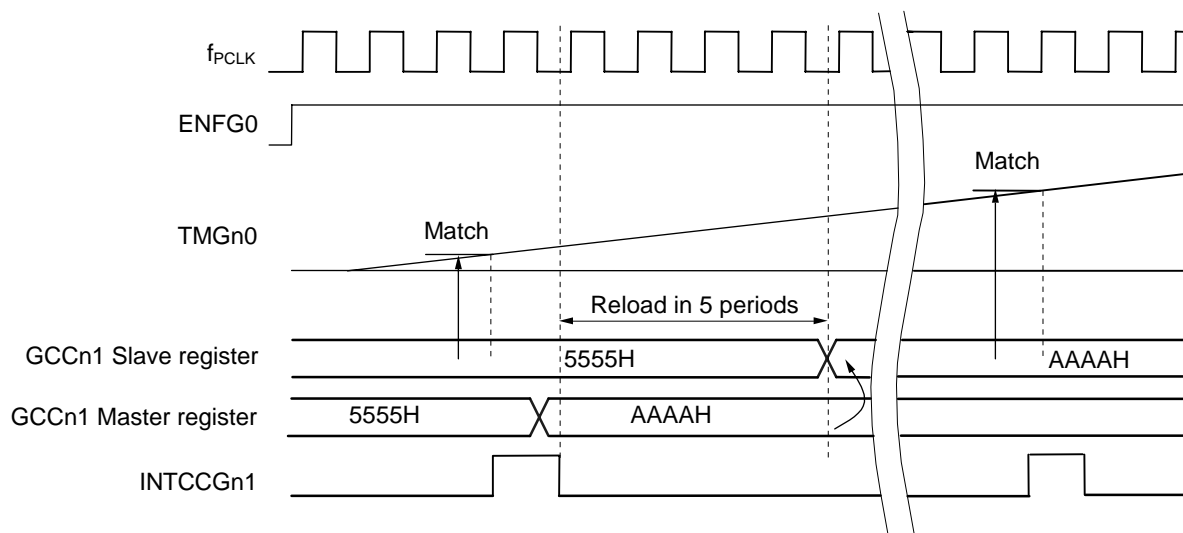 fPCLK
ENFG0
Match
Match
TMGn0
Reload in 5 periods
GCCn1 Slave register
5555H
AAAAH
GCCn1 Master register
5555H
AAAAH
INTCCGn1